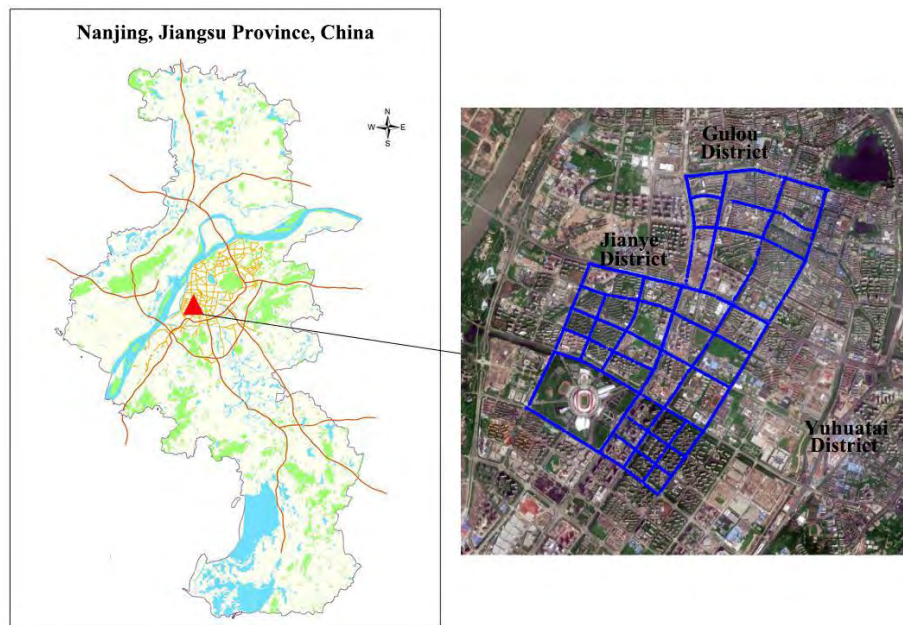 Nanjing, Jiangsu Province, China
N
W E
S
Gulou
District
Jianye
District
Yuhuatai
District